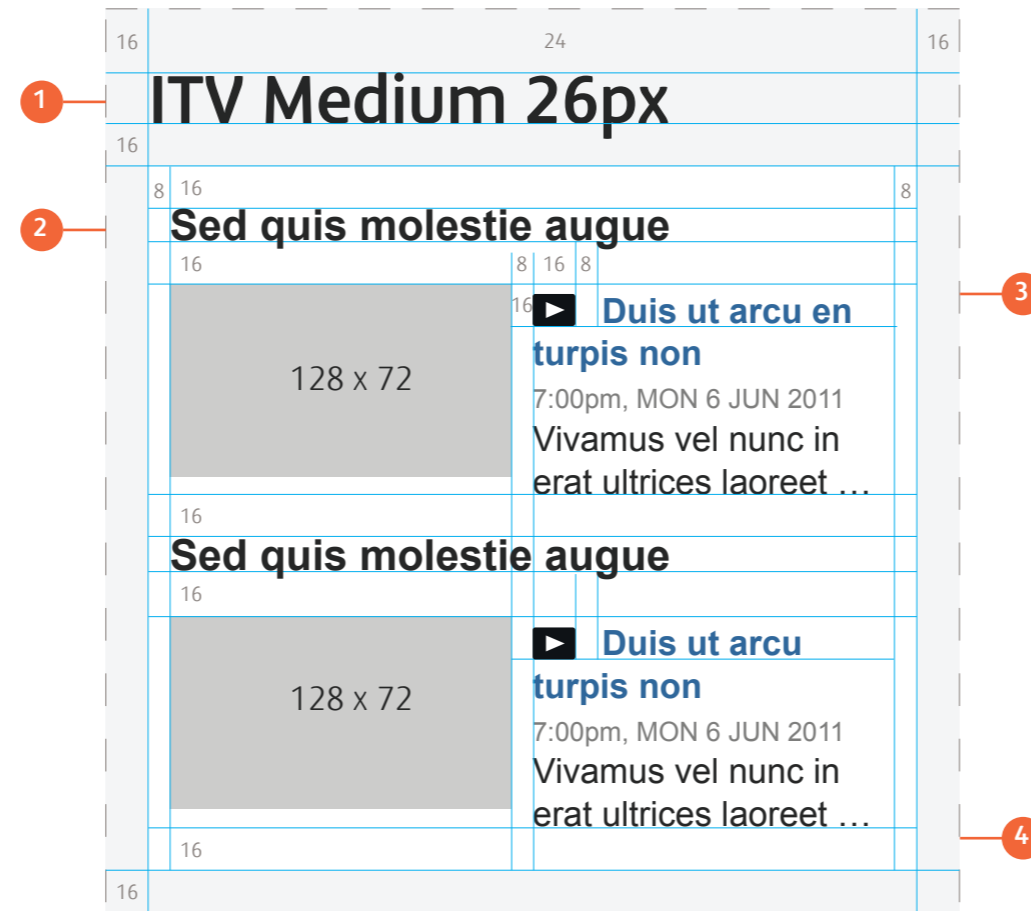 16 24 16
1 ITV Medium 26px
16
8 16 8
2 Sed quis molestie augue
16 8 16 8
3
16 Duis ut arcu en
turpis non
128 x 72
7:00pm, MON 6 JUN 2011
Vivamus vel nunc in
erat ultrices laoreet …
16
Sed quis molestie augue
16
Duis ut arcu
turpis non
128 x 72
7:00pm, MON 6 JUN 2011
Vivamus vel nunc in
erat ultrices laoreet …
4
16
16